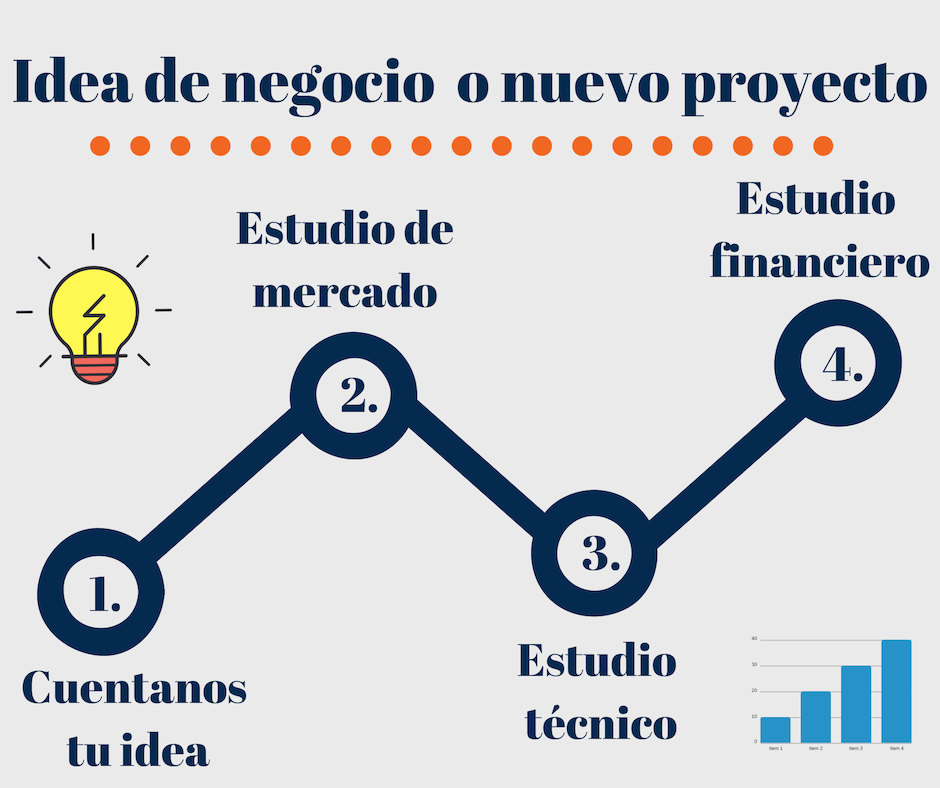 Idea de negocio o nuevo proyecto
Estudio
financiero
Estudio de
mercado
4.
2.
3.
1.
Estudio
técnico
Cuentanos
tu idea
40
30
20
10
0
Item 1 Item 2 Item 3 Item 4